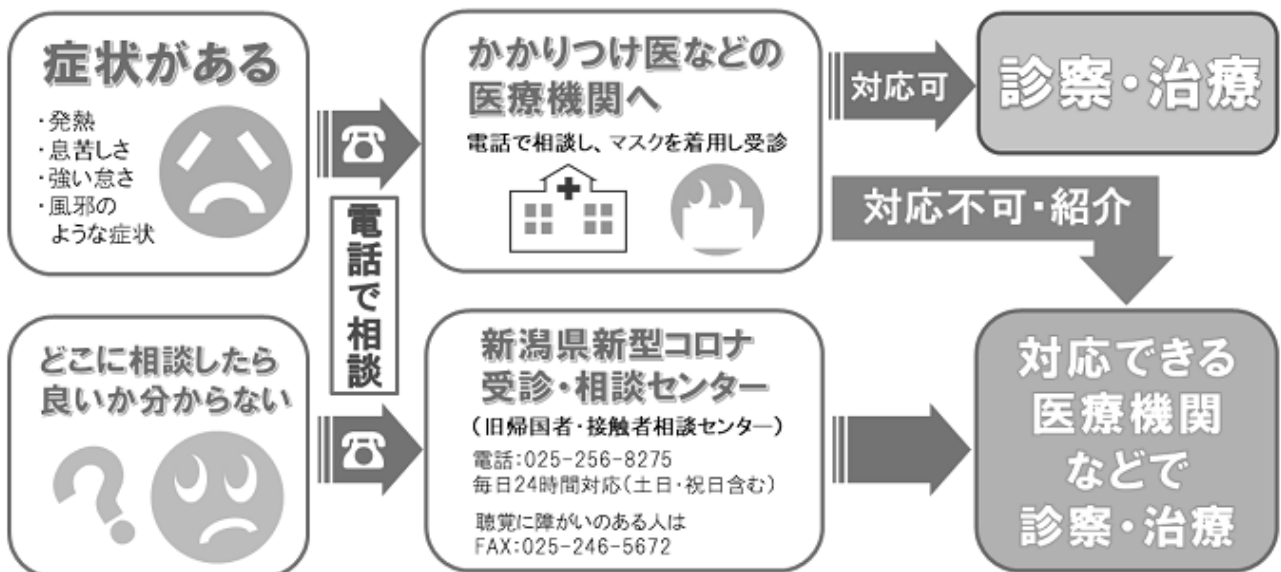 症状がある
・発熱
・息苦しさ
・強い怠さ
・風邪の
ような症状
電話で相談
かかりつけ医などの
医療機関へ
電話で相談し、マスクを着用し受診
対応可
診察・治療
対応不可・紹介
どこに相談したら
良いか分からない
?
新潟県新型コロナ
受診・相談センター
(旧帰国者・接触者相談センター)
電話:025-256-8275
毎日24時間対応(土日・祝日含む)
聴覚に障がいのある人は
FAX:025-246-5672
対応できる
医療機関
などで
診察・治療